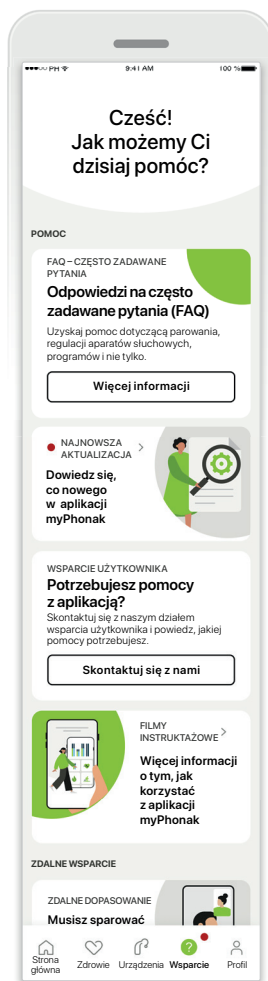 PH
9:41 AM
100 %
Cześć!
Jak możemy Ci
dzisiaj pomóc?
POMOC
FAQ – CZĘSTO ZADAWANE
PYTANIA
Odpowiedzi na często
zadawane pytania (FAQ)
Uzyskaj pomoc dotyczącą parowania,
regulacji aparatów słuchowych,
programów i nie tylko.
Więcej informacji
NAJNOWSZA
AKTUALIZACJA
Dowiedz się,
co nowego
w aplikacji
myPhonak
WSPARCIE UŻYTKOWNIKA
Potrzebujesz pomocy
z aplikacją?
Skontaktuj się z naszym działem
wsparcia użytkownika i powiedz, jakiej
pomocy potrzebujesz.
Skontaktuj się z nami
FILMY
INSTRUKTAŻOWE
Więcej informacji
o tym, jak
korzystać
z aplikacji
myPhonak
ZDALNE WSPARCIE
ZDALNE DOPASOWANIE
Musisz sparować
Strona
główna
Zdrowie
Urządzenia
Wsparcie
Profil